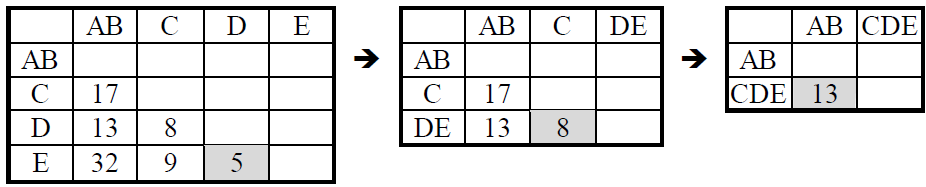 AB C D E
AB
C 17
D 13 8
E 32 9 5
➔
AB C DE
AB
C 17
DE 13 8
➔
AB CDE
AB
CDE 13